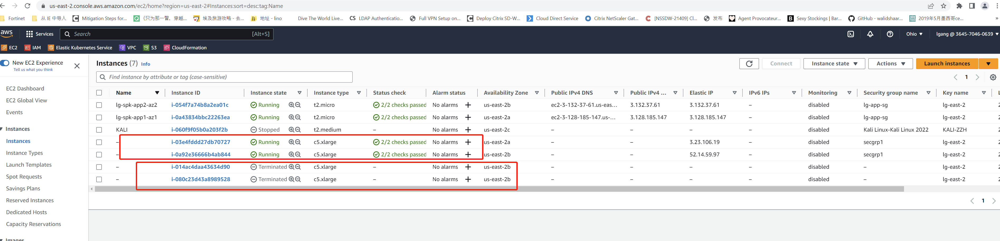 us-east-2.console.aws.amazon.com/ec2/home?region=us-east-2#Instances:sort=desc:tag:Name
Fortinet 从 IE 中导入 Mitigation Steps for... 《只为那一瞥，穿越... 埃及旅游攻略 - 去... 地址 - lino Dive The World Live... CS LDAP Authenticatio... Full VPN Setup on... Deploy Citrix SD-W... Cloud Direct Service Citrix NetScaler Gat... [NSSDW-21409] Cl... 发布 Agent Provocateur... B Sexy Stockings | Bar... GitHub - walidshaar... 2019年5月墨西哥ce... »
aws Services Search [Alt+S] Ohio lgang @ 3645-7046-0639
EC2 IAM Elastic Kubernetes Service VPC S3 CloudFormation
New EC2 Experience
Tell us what you think
EC2 Dashboard
EC2 Global View
Events
Instances
Instances
Instance Types
Launch Templates
Spot Requests
Savings Plans
Reserved Instances
Dedicated Hosts
Capacity Reservations
Images
Instances (7) Info Connect Instance state Actions Launch instances
Find instance by attribute or tag (case-sensitive) 1
Name Instance ID Instance state Instance type Status check Alarm status Availability Zone Public IPv4 DNS Public IPv4 ... Elastic IP IPv6 IPs Monitoring Security group name Key name L
lg-spk-app2-az2 i-054f7a74b8a2ea01c Running t2.micro 2/2 checks passed No alarms + us-east-2b ec2-3-132-37-61.us-eas... 3.132.37.61 3.132.37.61 – disabled lg-app-sg lg-east-2 2
lg-spk-app1-az1 i-0a43834bbc22263ea Running t2.micro 2/2 checks passed No alarms + us-east-2a ec2-3-128-185-147.us-... 3.128.185.147 3.128.185.147 – disabled lg-app-sg lg-east-2 2
KALI i-060f9f05b0a203f2b Stopped t2.medium – No alarms + us-east-2c – – – – disabled Kali Linux-Kali Linux 2022 KALI-ZZH 2
– i-03e4fddd27db70727 Running c5.xlarge 2/2 checks passed No alarms + us-east-2a – – 3.23.106.19 – disabled secgrp1 lg-east-2 2
– i-0a92e36666b4ab844 Running c5.xlarge 2/2 checks passed No alarms + us-east-2b – – 52.14.59.97 – disabled secgrp1 lg-east-2 2
– i-014ac4daa43634d90 Terminated c5.xlarge – No alarms + us-east-2b – – – – disabled – lg-east-2 2
– i-080c23d43a8989528 Terminated c5.xlarge – No alarms + us-east-2b – – – – disabled – lg-east-2 2
1